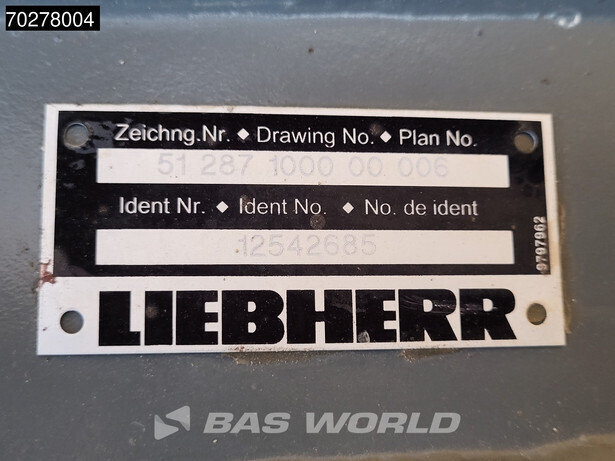 70278004
Zeichng.Nr. ◆ Drawing No. ◆ Plan No.
51 287 1000 00 006
Ident Nr. ◆ Ident No. ◆ No. de ident
12542685
9797962
LIEBHERR
BAS WORLD